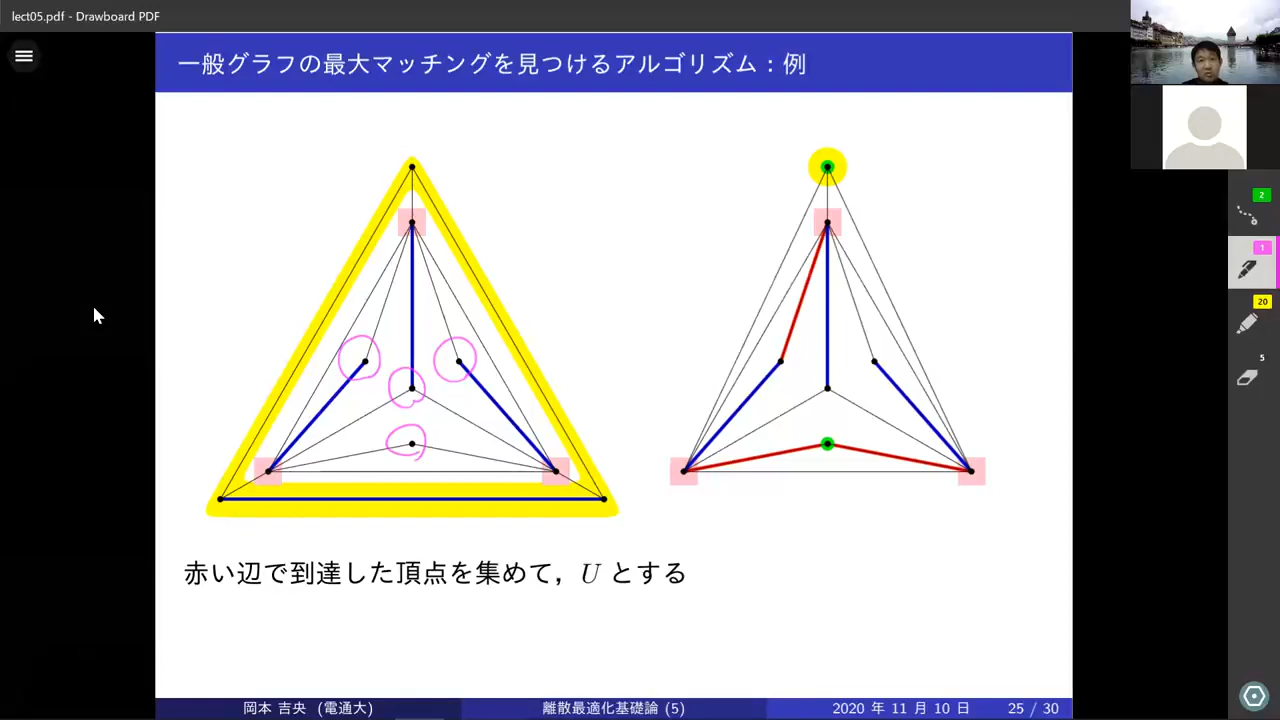 lect05.pdf - Drawboard PDF
一般グラフの最大マッチングを見つけるアルゴリズム：例
2
1
20
5
赤い辺で到達した頂点を集めて，U とする
岡本 吉央 (電通大)
離散最適化基礎論 (5)
2020 年 11 月 10 日
25 / 30